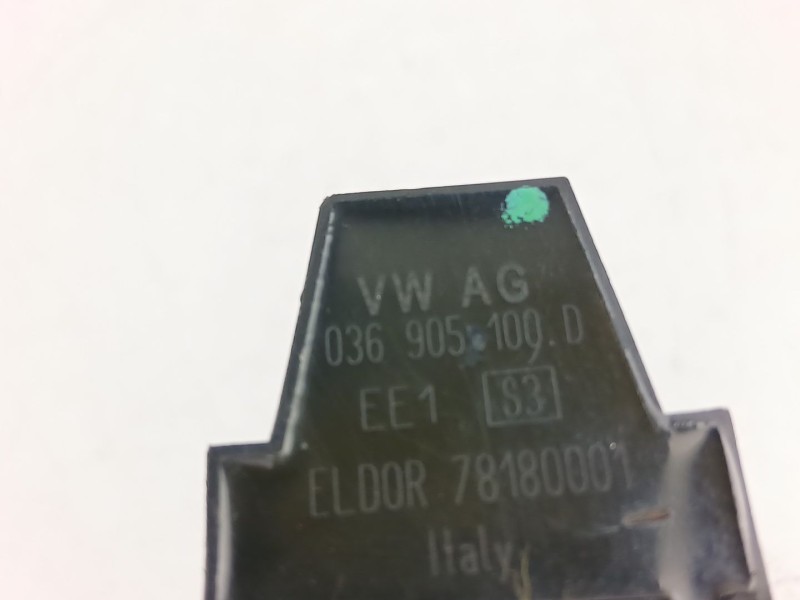 VW AG
036 905 100 D
EE1 S3
ELDOR 78180001
Italy